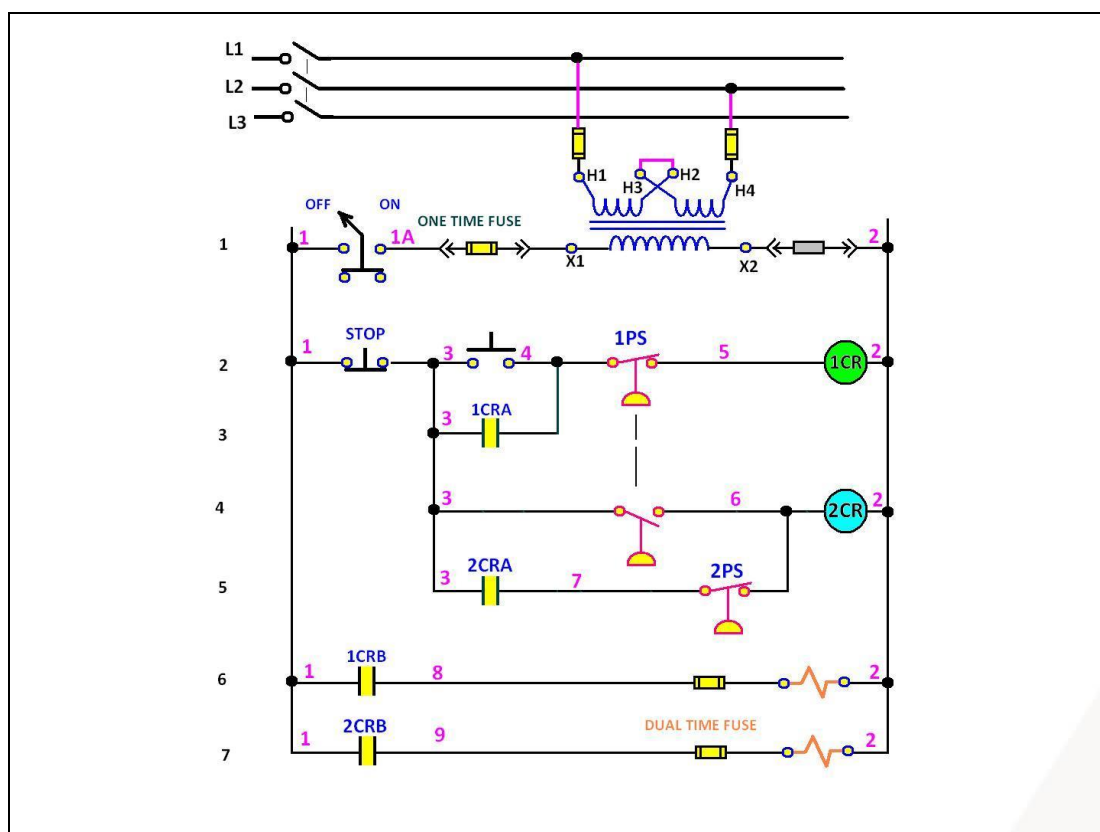 L1
L2
L3
H1 H3 H2 H4
OFF ON ONE TIME FUSE
1 1 1A X1 X2 2
STOP 1PS
2 1 3 4 5 1CR 2
1CRA
3 3
4 3 6 2CR 2
2CRA 2PS
5 3 7
1CRB
6 1 8 2
2CRB DUAL TIME FUSE
7 1 9 2